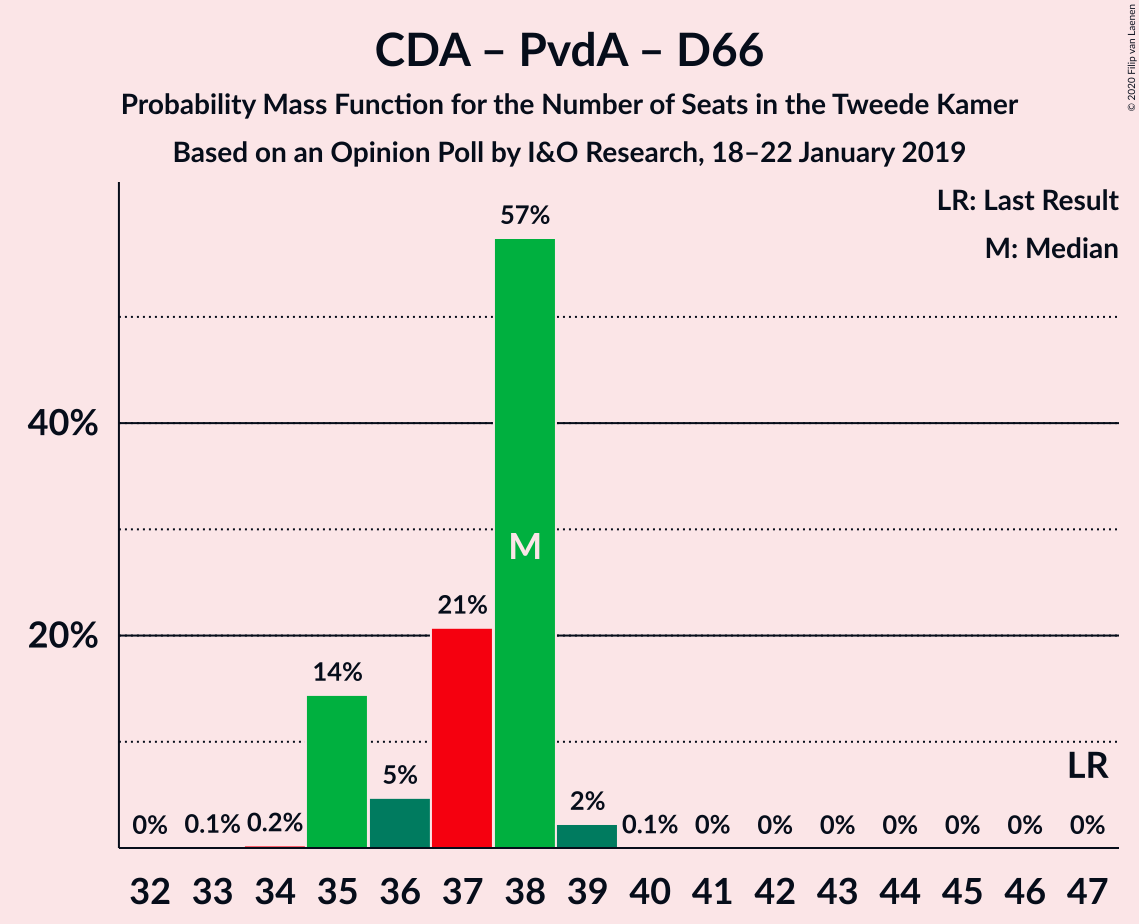 CDA – PvdA – D66
Probability Mass Function for the Number of Seats in the Tweede Kamer
Based on an Opinion Poll by I&O Research, 18–22 January 2019
© 2020 Filip van Laenen
LR: Last Result
M: Median
57%
40%
M
21%
20%
14%
LR
5%
2%
0% 0.1% 0.2% 0.1% 0% 0% 0% 0% 0% 0% 0%
32 33 34 35 36 37 38 39 40 41 42 43 44 45 46 47